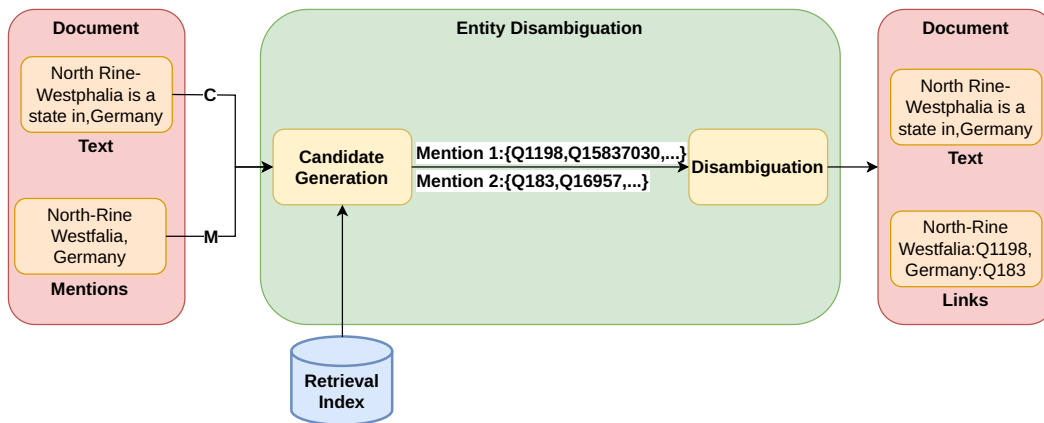 Document
North Rine-
Westphalia is a
state in,Germany
Text
North-Rine
Westfalia,
Germany
Mentions
C
M
Entity Disambiguation
Candidate
Generation
Mention 1:{Q1198,Q15837030,...}
Mention 2:{Q183,Q16957,...}
Disambiguation
Retrieval
Index
Document
North Rine-
Westphalia is a
state in,Germany
Text
North-Rine
Westfalia:Q1198,
Germany:Q183
Links